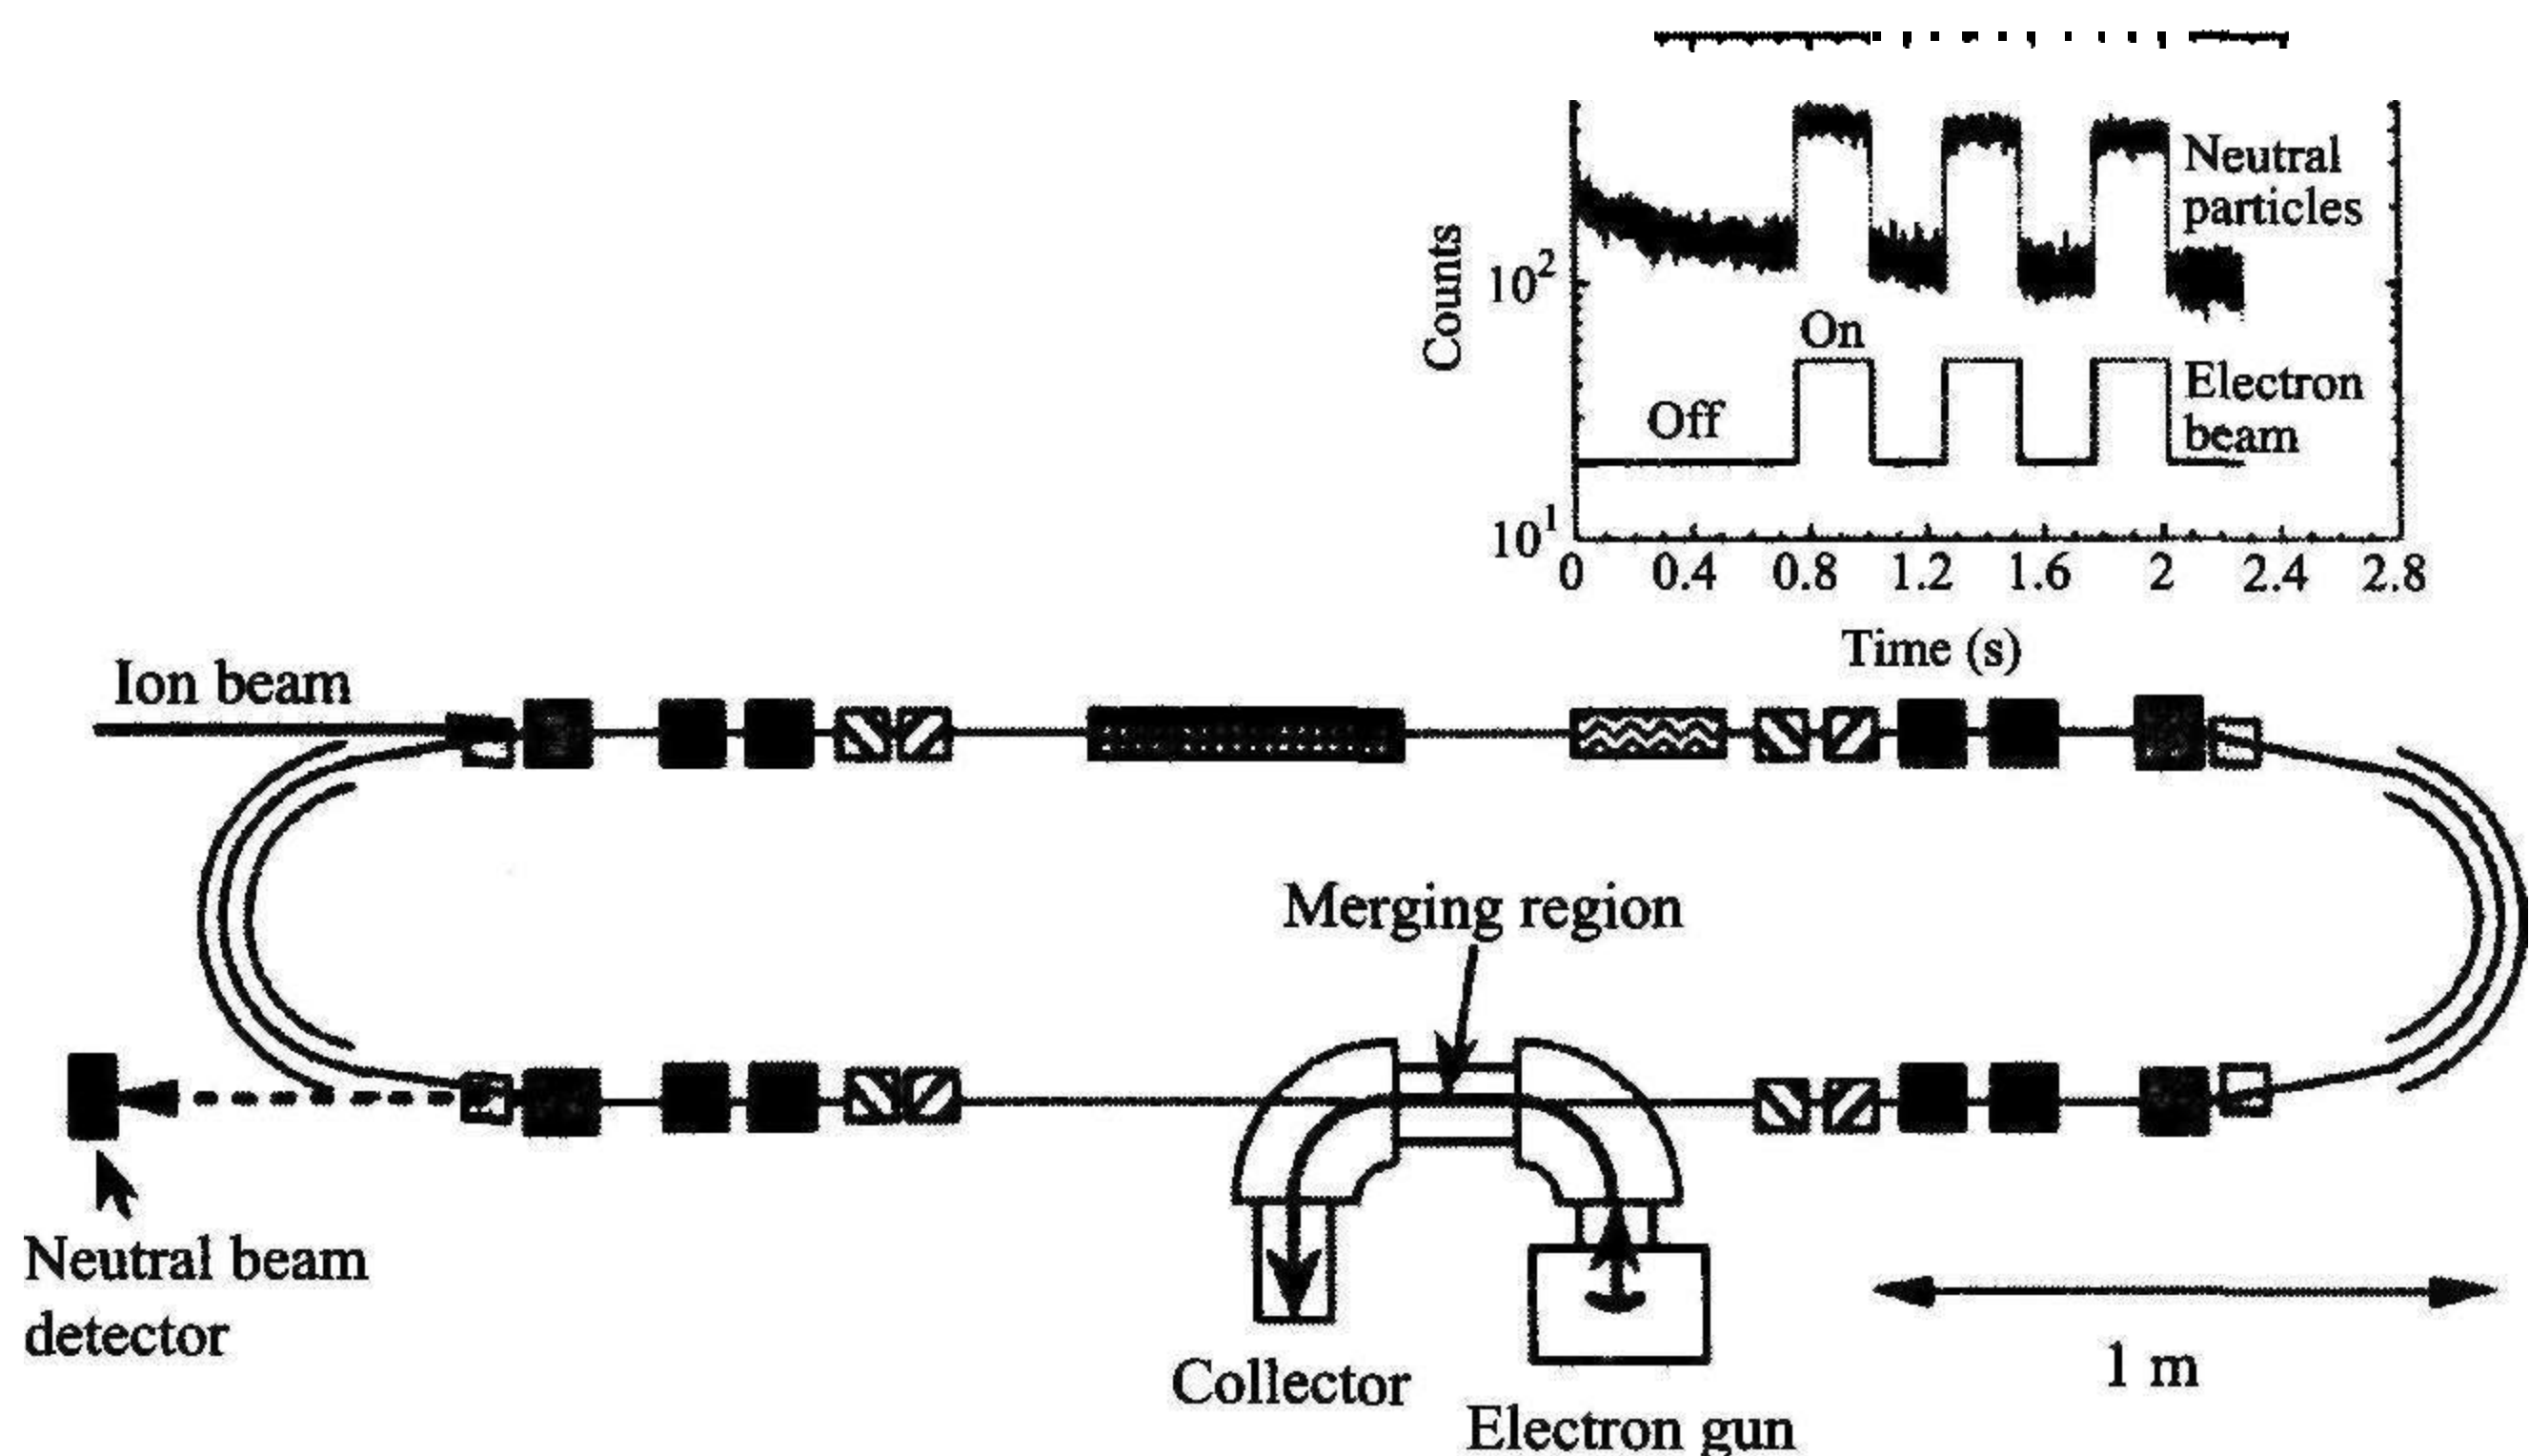 Counts
10²
10¹
Neutral
particles
On
Off
Electron
beam
0 0.4 0.8 1.2 1.6 2 2.4 2.8
Time (s)
Ion beam
Merging region
Neutral beam
detector
Collector
Electron gun
1 m